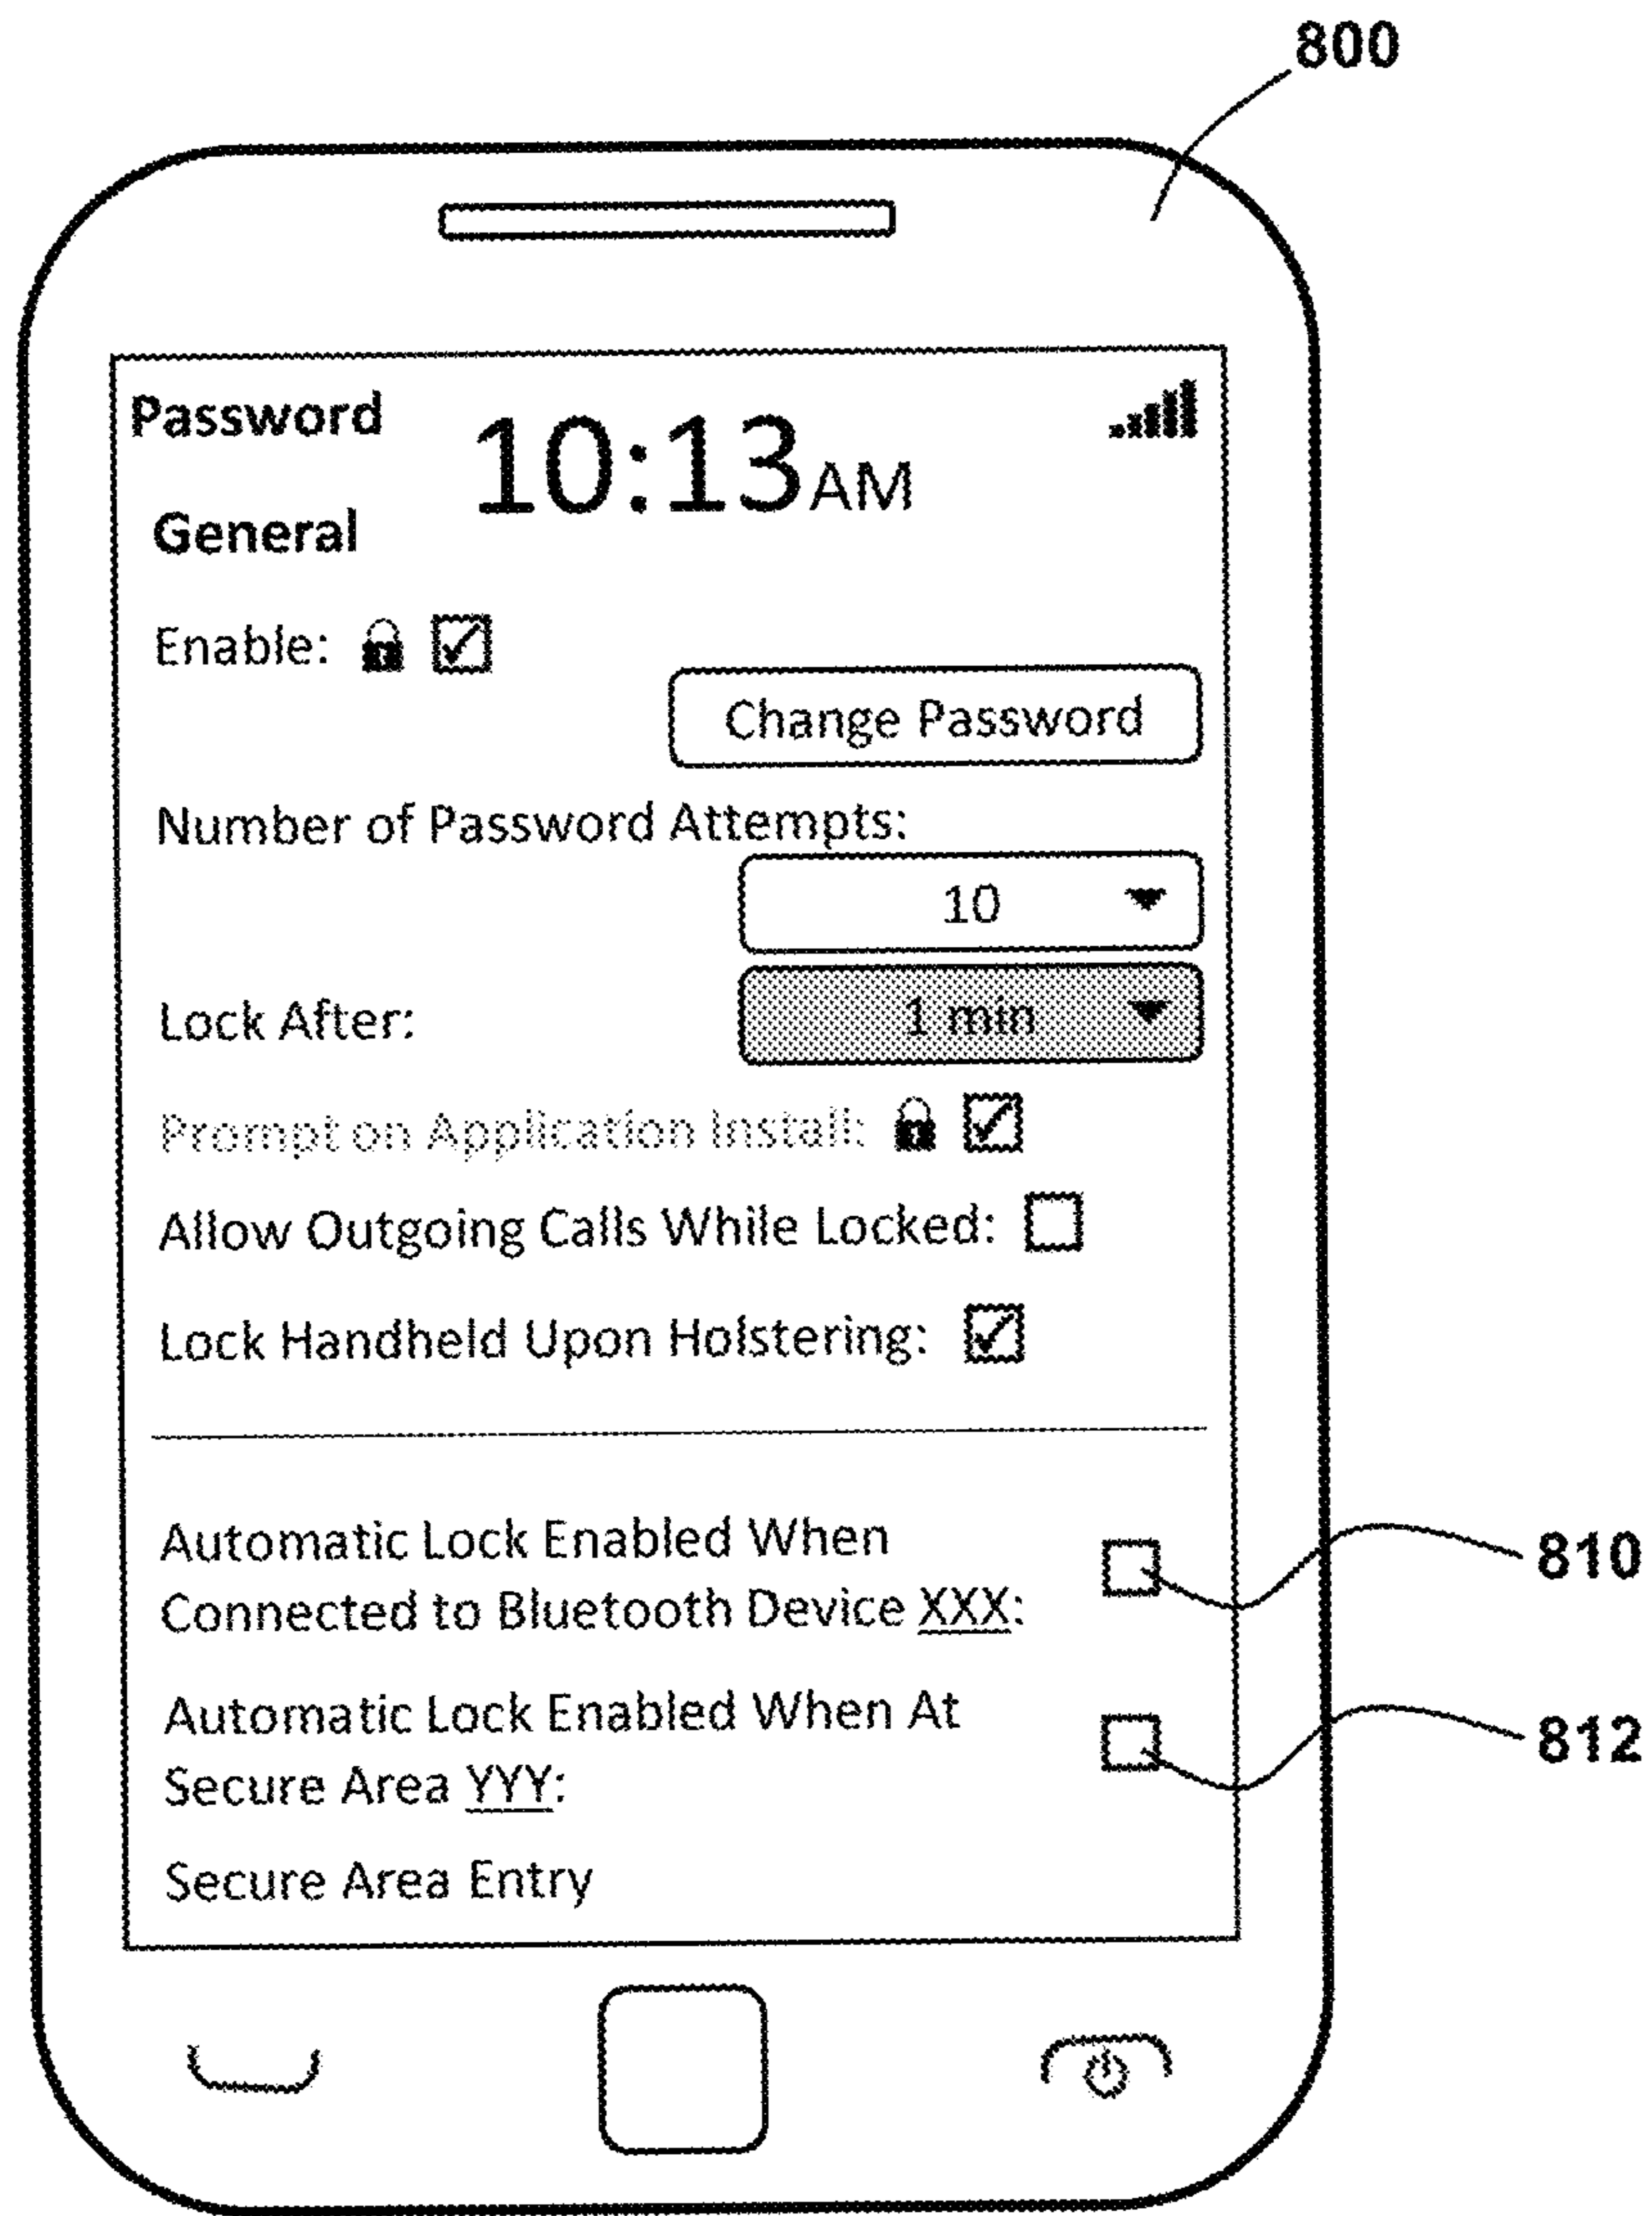 800
Password
10:13AM
General
Enable:
Change Password
Number of Password Attempts:
10
Lock After:
1 min
Prompt on Application Install:
Allow Outgoing Calls While Locked:
Lock Handheld Upon Holstering:
Automatic Lock Enabled When
Connected to Bluetooth Device XXX:
810
Automatic Lock Enabled When At
Secure Area YYY:
812
Secure Area Entry